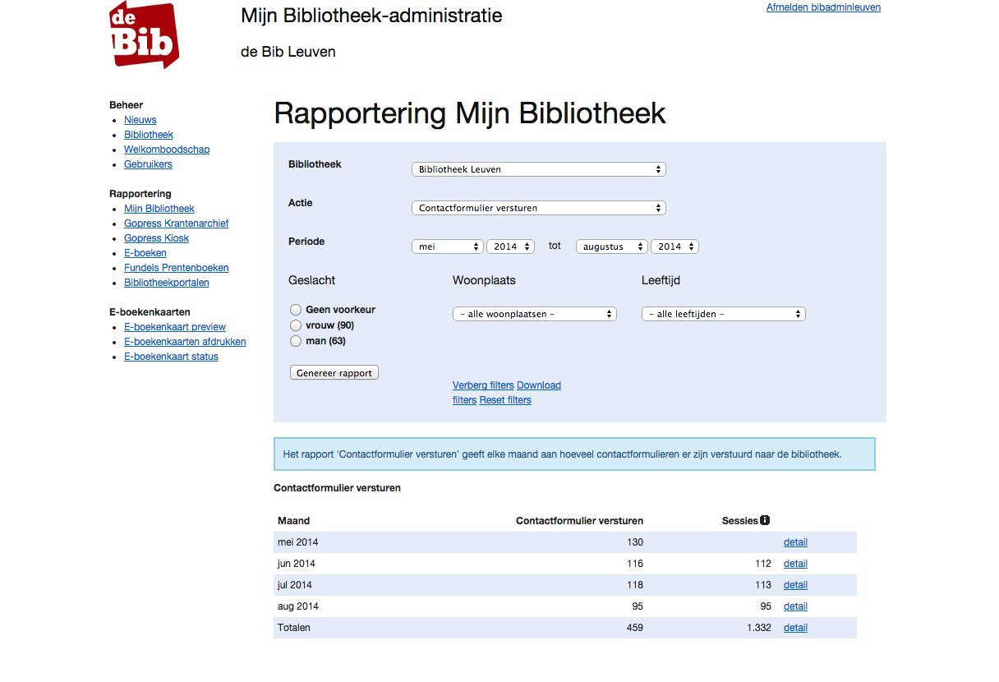 de
Bib
Mijn Bibliotheek-administratie
Afmelden bibadminleuven
de Bib Leuven
Beheer
Nieuws
Bibliotheek
Welkomboodschap
Gebruikers
Rapportering
Mijn Bibliotheek
Gopress Krantenarchief
Gopress Kiosk
E-boeken
Fundels Prentenboeken
Bibliotheekportalen
E-boekenkaarten
E-boekenkaart preview
E-boekenkaarten afdrukken
E-boekenkaart status
Rapportering Mijn Bibliotheek
Bibliotheek Bibliotheek Leuven
Actie Contactformulier versturen
Periode mei 2014 tot augustus 2014
Geslacht Woonplaats Leeftijd
Geen voorkeur – alle woonplaatsen – – alle leeftijden –
vrouw (90)
man (63)
Genereer rapport
Verberg filters Download
filters Reset filters
Het rapport 'Contactformulier versturen' geeft elke maand aan hoeveel contactformulieren er zijn verstuurd naar de bibliotheek.
Contactformulier versturen
Maand Contactformulier versturen Sessies i
mei 2014 130 detail
jun 2014 116 112 detail
jul 2014 118 113 detail
aug 2014 95 95 detail
Totalen 459 1.332 detail